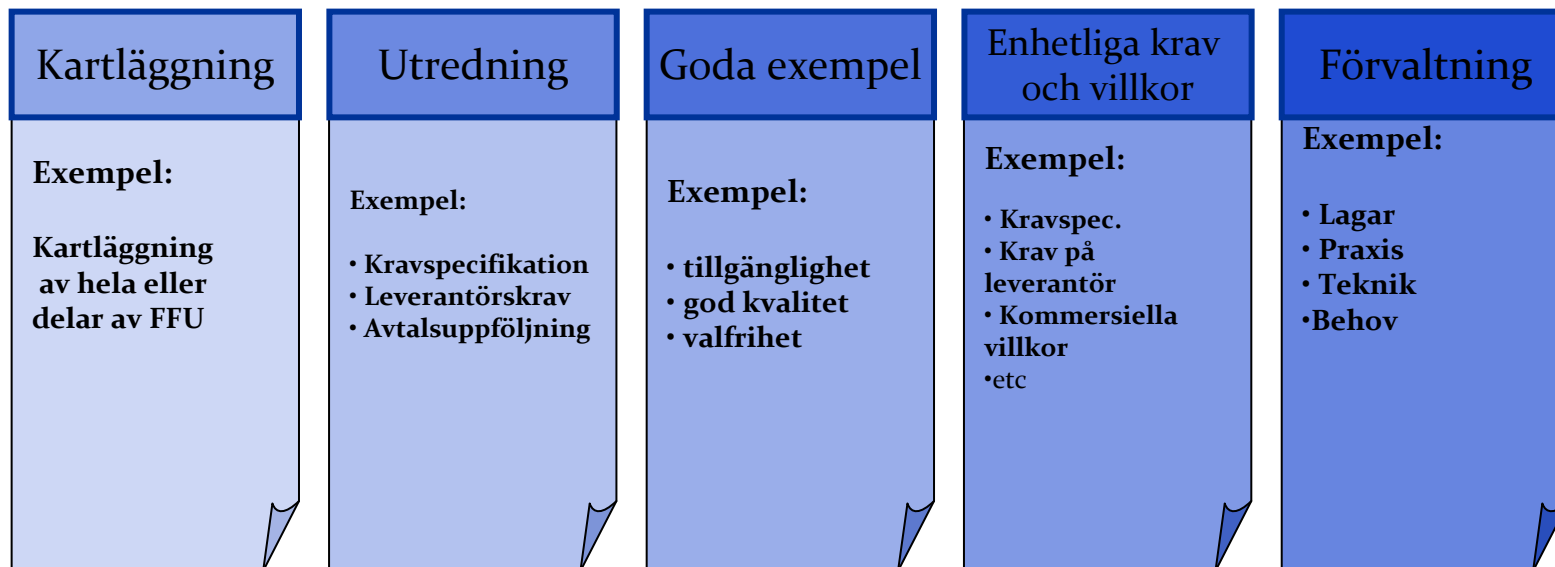 Kartläggning
Exempel:
Kartläggning
av hela eller
delar av FFU
Utredning
Exempel:
• Kravspecifikation
• Leverantörskrav
• Avtalsuppföljning
Goda exempel
Exempel:
• tillgänglighet
• god kvalitet
• valfrihet
Enhetliga krav
och villkor
Exempel:
• Kravspec.
• Krav på
leverantör
• Kommersiella
villkor
•etc
Förvaltning
Exempel:
• Lagar
• Praxis
• Teknik
•Behov